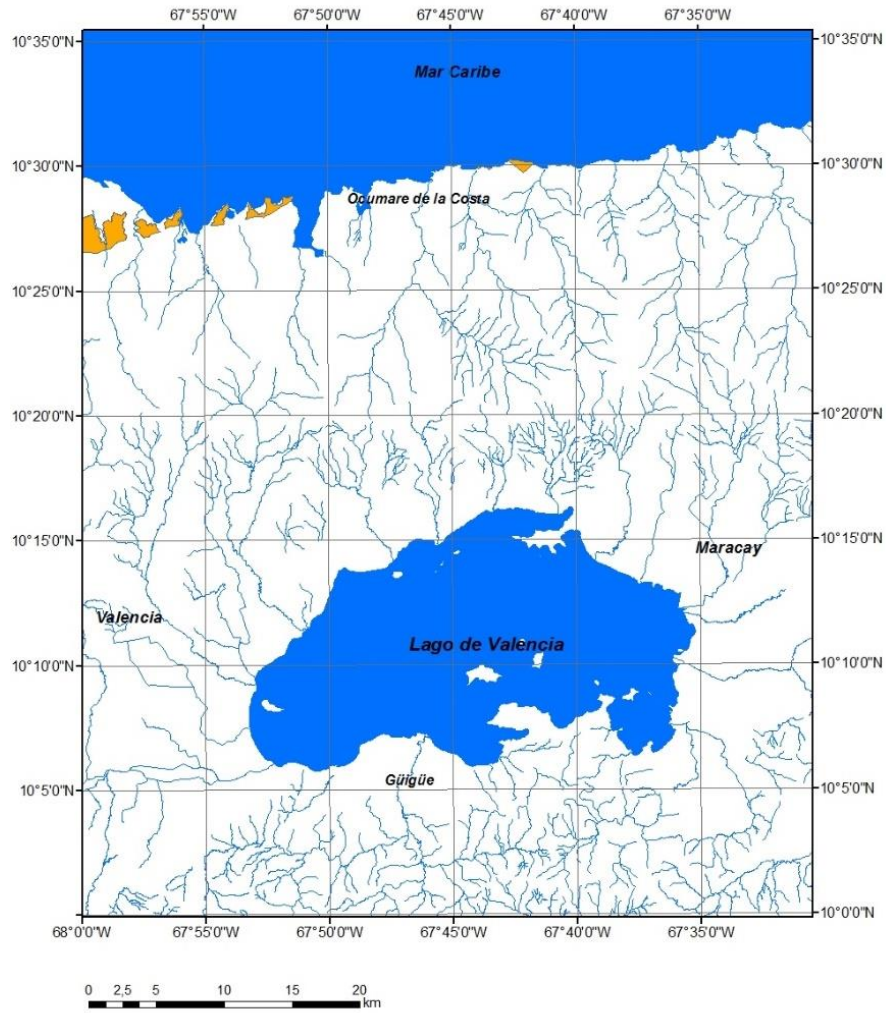 67°55'0"W 67°50'0"W 67°45'0"W 67°40'0"W 67°35'0"W
10°35'0"N 10°35'0"N
Mar Caribe
10°30'0"N 10°30'0"N
Ocumare de la Costa
10°25'0"N 10°25'0"N
10°20'0"N 10°20'0"N
10°15'0"N 10°15'0"N
Maracay
Valencia
Lago de Valencia
10°10'0"N 10°10'0"N
Güigüe
10°5'0"N 10°5'0"N
10°0'0"N
68°0'0"W 67°55'0"W 67°50'0"W 67°45'0"W 67°40'0"W 67°35'0"W
0 2,5 5 10 15 20
km